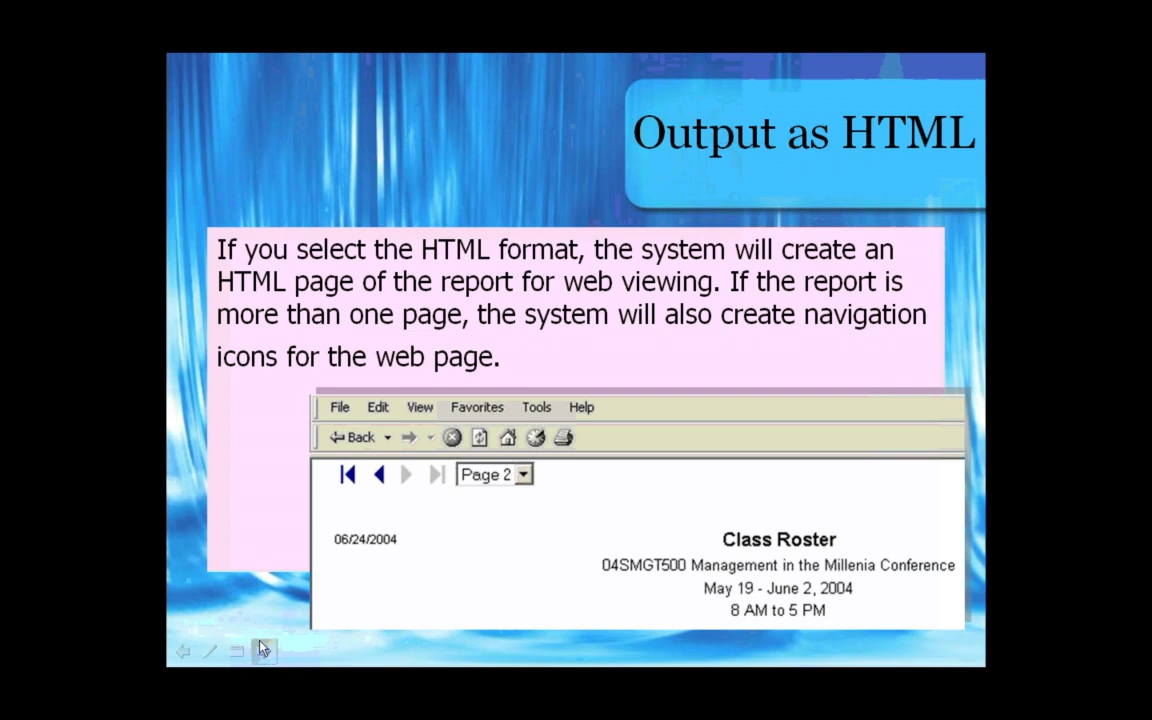 Output as HTML
If you select the HTML format, the system will create an
HTML page of the report for web viewing. If the report is
more than one page, the system will also create navigation
icons for the web page.
File Edit View Favorites Tools Help
Back
Page 2
06/24/2004
Class Roster
04SMGT500 Management in the Millenia Conference
May 19 - June 2, 2004
8 AM to 5 PM